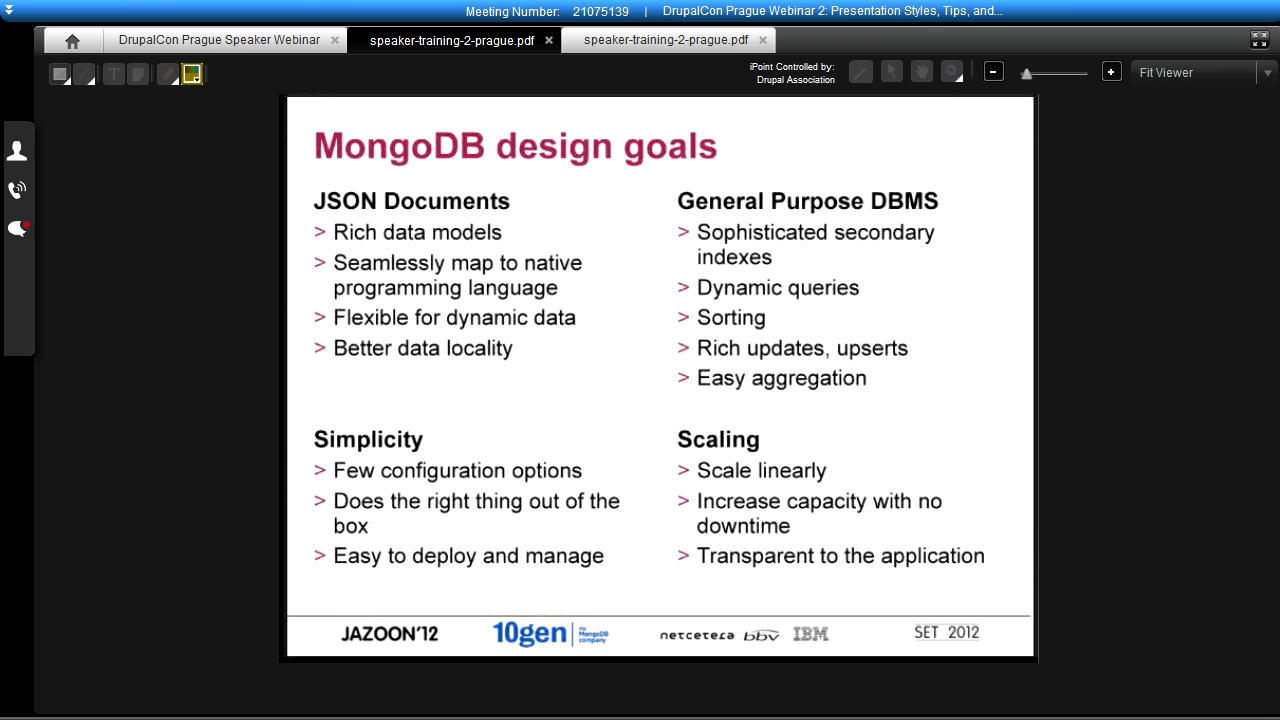 Meeting Number: 21075139 | DrupalCon Prague Webinar 2: Presentation Styles, Tips, and...
DrupalCon Prague Speaker Webinar
speaker-training-2-prague.pdf
speaker-training-2-prague.pdf
iPoint Controlled by:
Drupal Association
Fit Viewer
MongoDB design goals
JSON Documents
> Rich data models
> Seamlessly map to native
programming language
> Flexible for dynamic data
> Better data locality
General Purpose DBMS
> Sophisticated secondary
indexes
> Dynamic queries
> Sorting
> Rich updates, upserts
> Easy aggregation
Simplicity
> Few configuration options
> Does the right thing out of the
box
> Easy to deploy and manage
Scaling
> Scale linearly
> Increase capacity with no
downtime
> Transparent to the application
JAZOON'12
10gen
the
MongoDB
company
netcetera
bbv
IBM
SET 2012